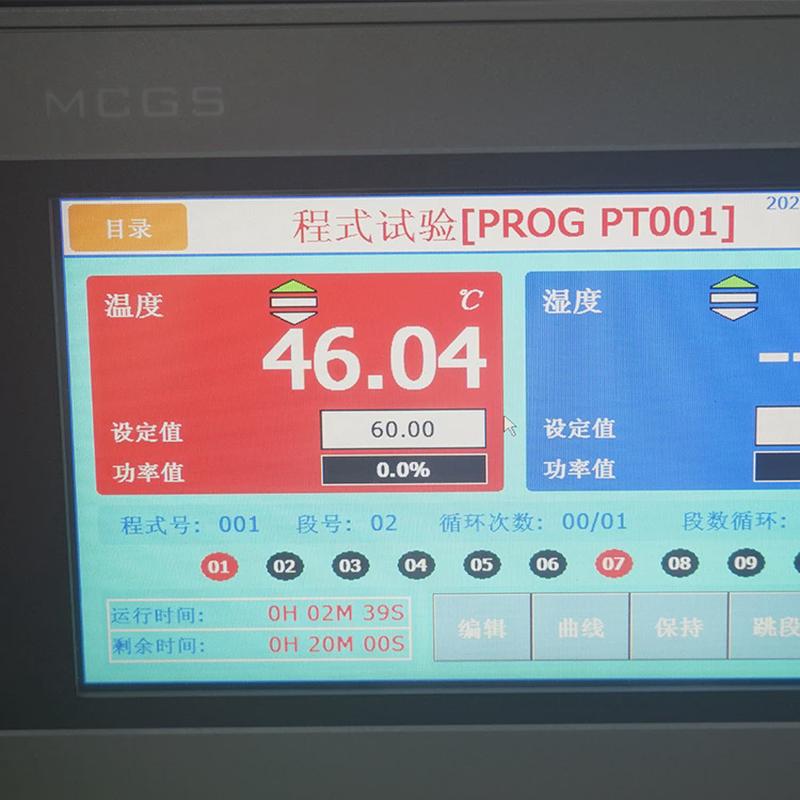 MCGS
目录
程式试验[PROG PT001]
202
温度
℃
46.04
设定值
60.00
功率值
0.0%
湿度
--
设定值
功率值
程式号: 001 段号: 02 循环次数: 00/01 段数循环:
01 02 03 04 05 06 07 08 09
运行时间: 0H 02M 39S
剩余时间: 0H 20M 00S
编辑 曲线 保持 跳段